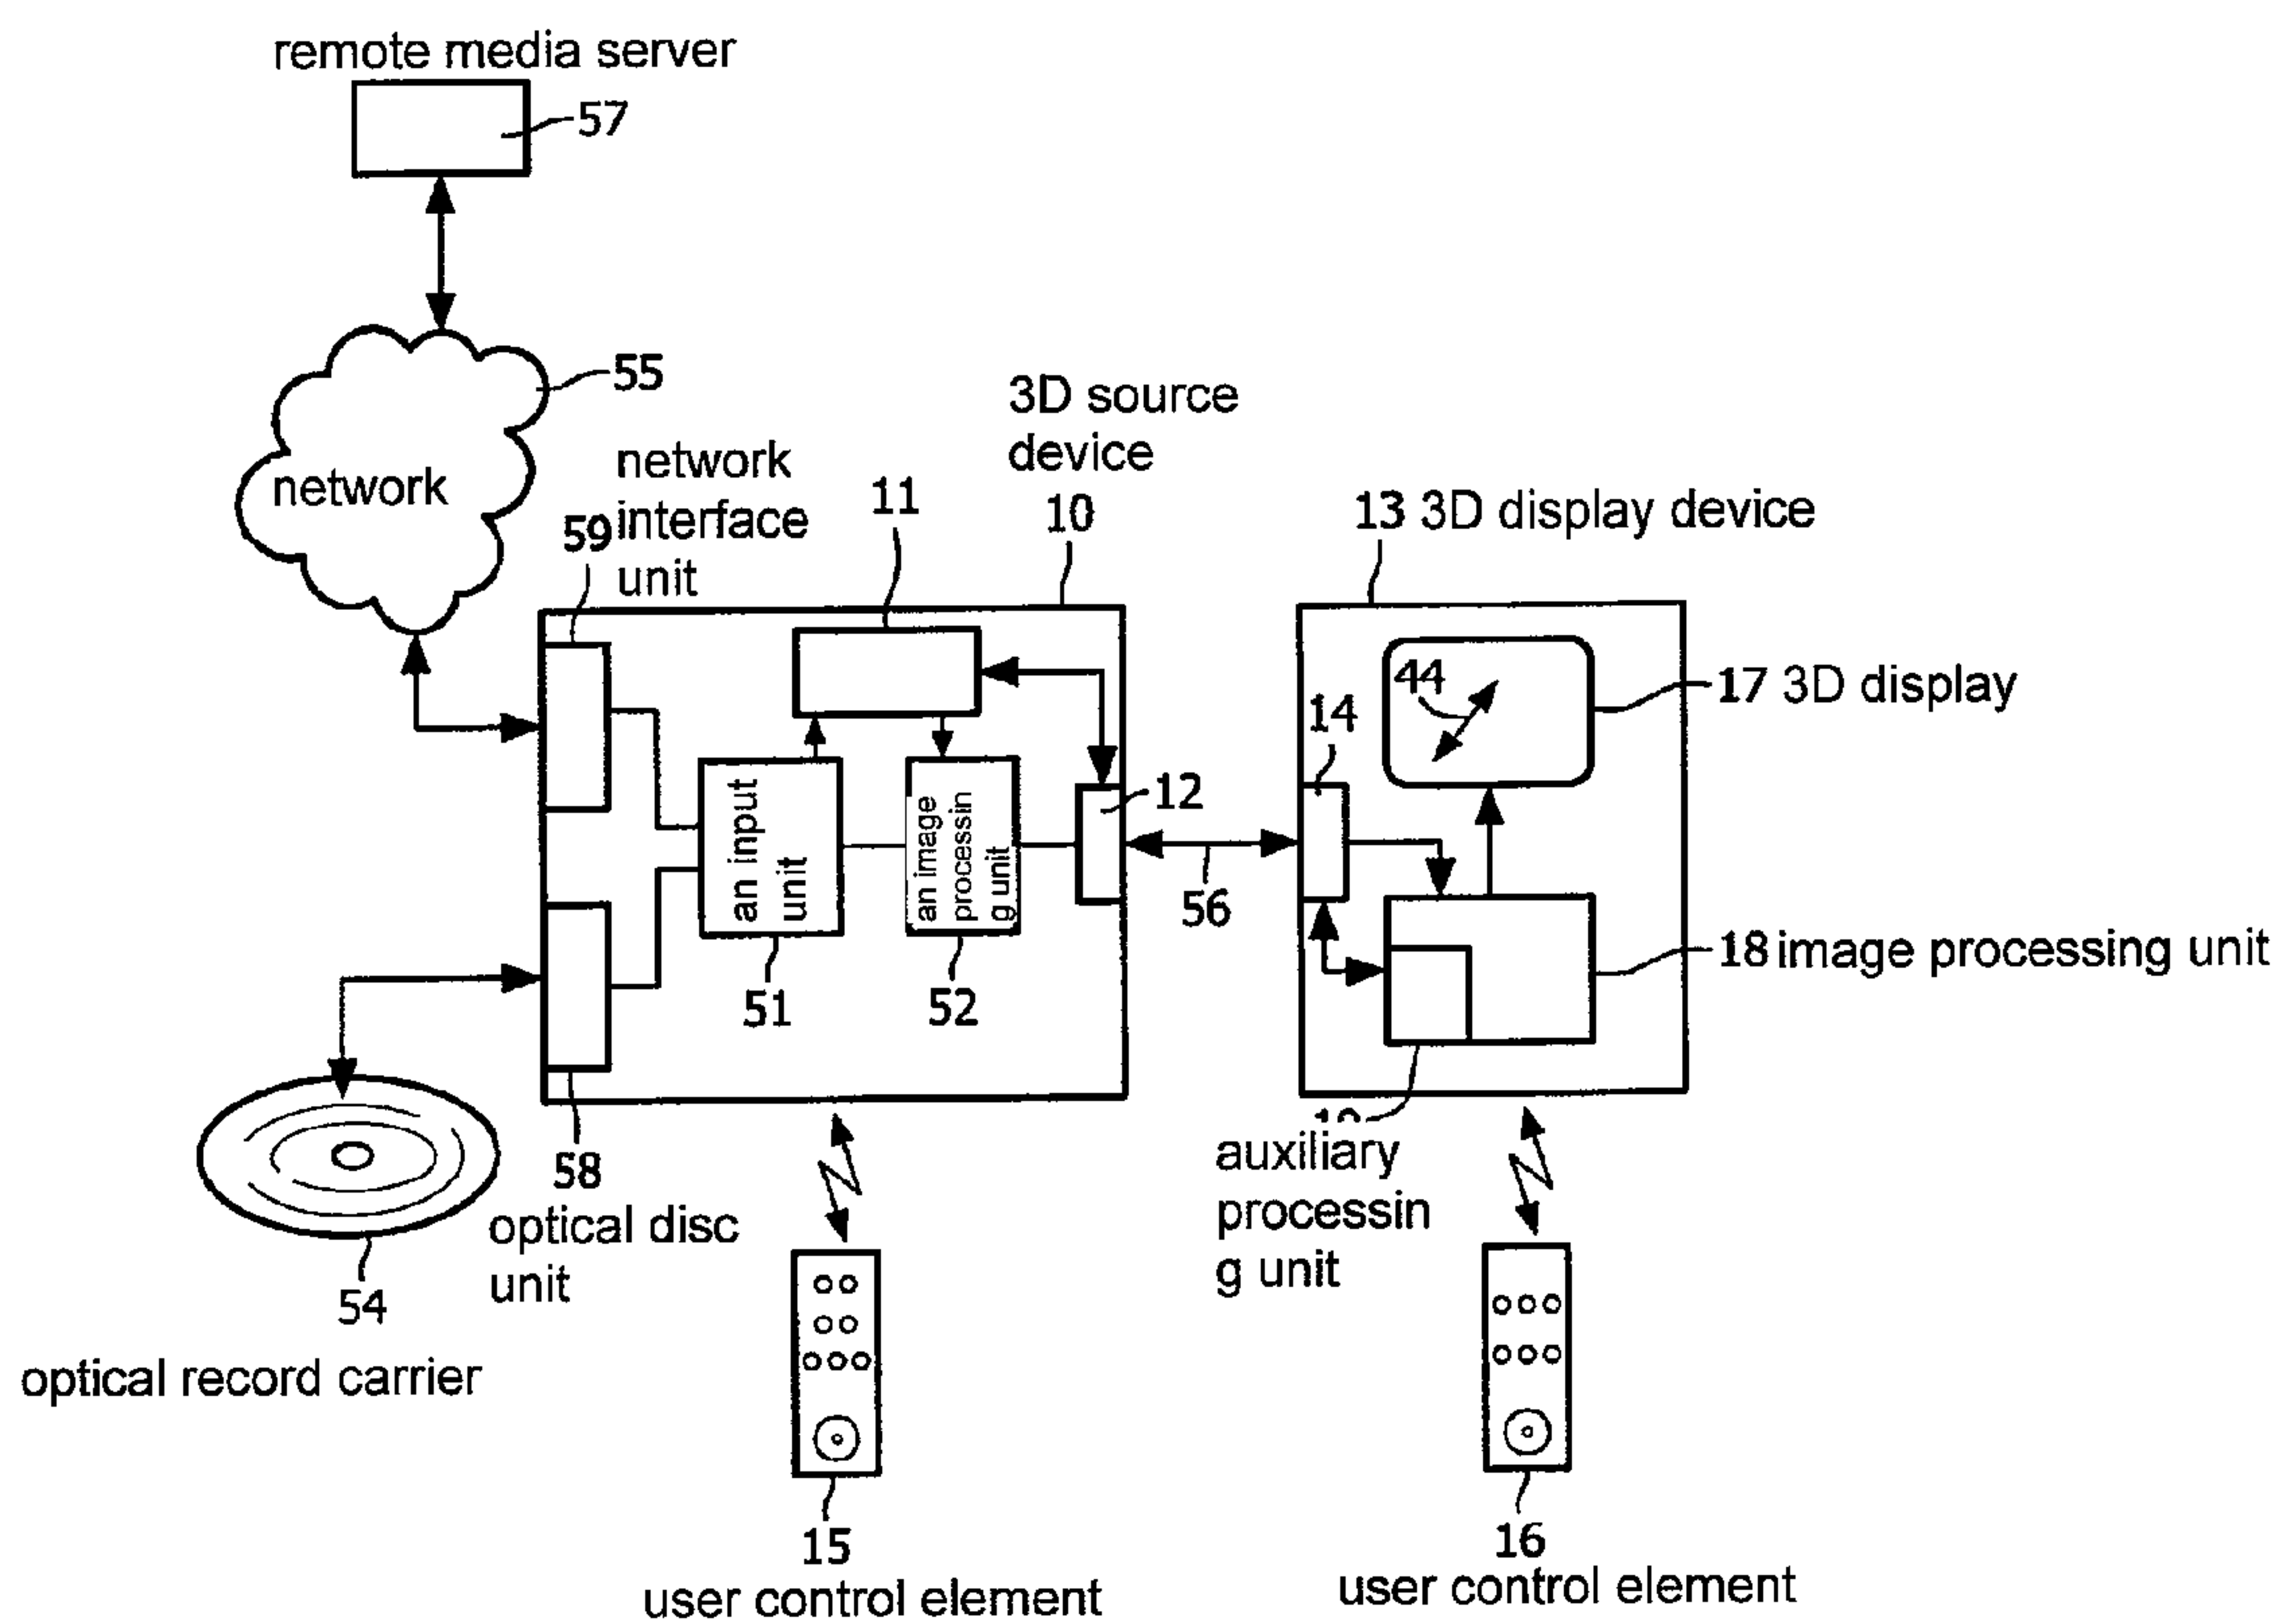 remote media server
57
55
network
network
interface
unit
59
3D source
device
10
11
13 3D display device
44
17 3D display
14
12
an input
unit
an image
processin
g unit
51
52
56
18 image processing unit
auxiliary
processin
g unit
58
optical disc
unit
54
optical record carrier
15
user control element
16
user control element